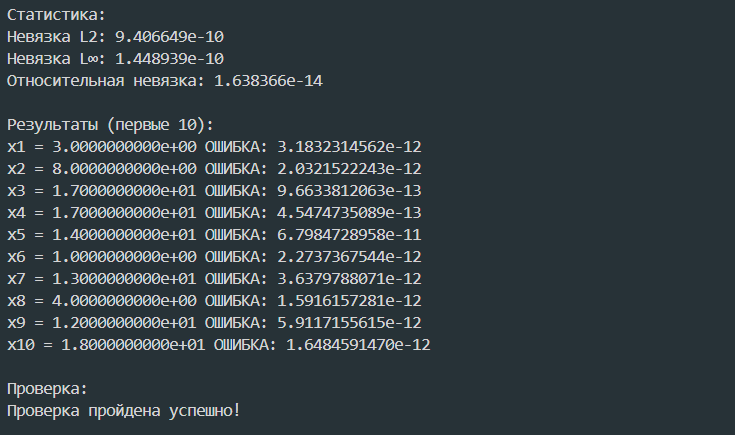 Статистика:
Невязка L2: 9.406649e-10
Невязка L∞: 1.448939e-10
Относительная невязка: 1.638366e-14
Результаты (первые 10):
x1 = 3.0000000000e+00 ОШИБКА: 3.1832314562e-12
x2 = 8.0000000000e+00 ОШИБКА: 2.0321522243e-12
x3 = 1.7000000000e+01 ОШИБКА: 9.6633812063e-13
x4 = 1.7000000000e+01 ОШИБКА: 4.5474735089e-13
x5 = 1.4000000000e+01 ОШИБКА: 6.7984728958e-11
x6 = 1.0000000000e+00 ОШИБКА: 2.2737367544e-12
x7 = 1.3000000000e+01 ОШИБКА: 3.6379788071e-12
x8 = 4.0000000000e+00 ОШИБКА: 1.5916157281e-12
x9 = 1.2000000000e+01 ОШИБКА: 5.9117155615e-12
x10 = 1.8000000000e+01 ОШИБКА: 1.6484591470e-12
Проверка:
Проверка пройдена успешно!